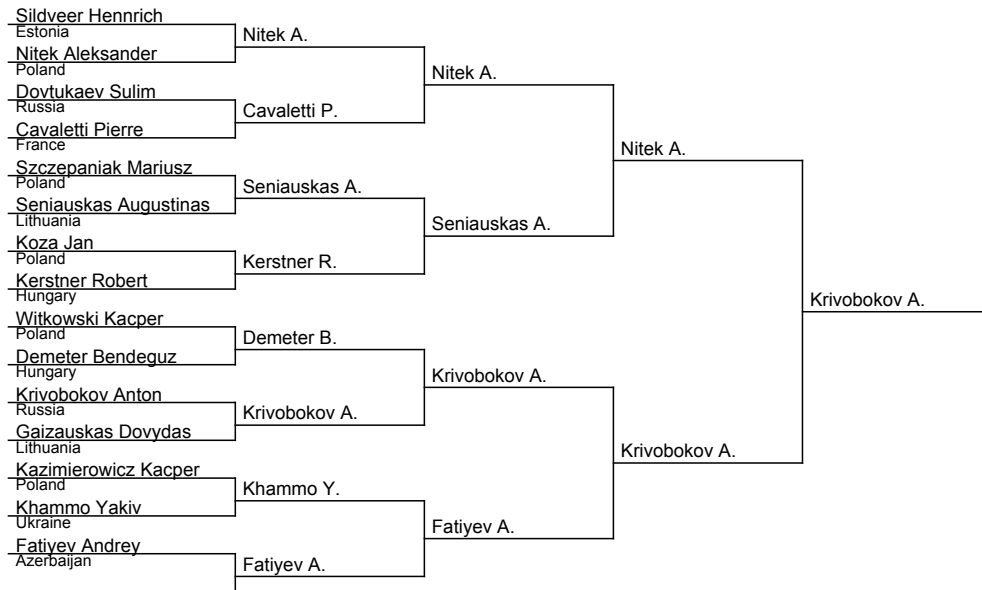 Sildveer Hennrich
Estonia
Nitek Aleksander
Poland
Dovtukaev Sulim
Russia
Cavaletti Pierre
France
Szczepaniak Mariusz
Poland
Seniauskas Augustinas
Lithuania
Koza Jan
Poland
Kerstner Robert
Hungary
Witkowski Kacper
Poland
Demeter Bendeguz
Hungary
Krivobokov Anton
Russia
Gaizauskas Dovydas
Lithuania
Kazimierowicz Kacper
Poland
Khammo Yakiv
Ukraine
Fatiyev Andrey
Azerbaijan
Nitek A.
Cavaletti P.
Seniauskas A.
Kerstner R.
Demeter B.
Krivobokov A.
Khammo Y.
Fatiyev A.
Nitek A.
Seniauskas A.
Krivobokov A.
Fatiyev A.
Nitek A.
Krivobokov A.
Krivobokov A.